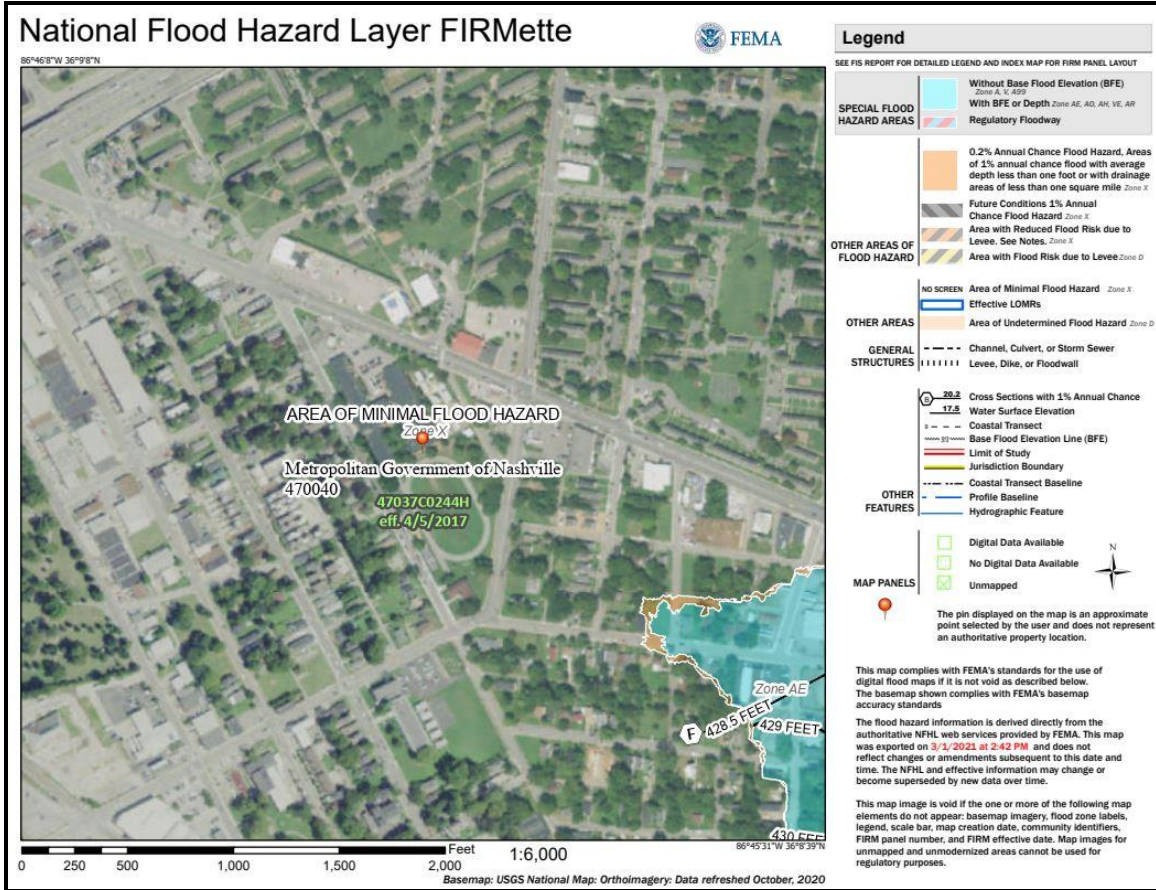 National Flood Hazard Layer FIRMette
FEMA
86°46'8"W 36°9'8"N
AREA OF MINIMAL FLOOD HAZARD
Zone X
Metropolitan Government of Nashville
470040
47037C0244H
eff. 4/5/2017
Zone AE
F 428.5 FEET
429 FEET
430 FEE
86°45'31"W 36°8'39"N
Feet
0 250 500 1,000 1,500 2,000
1:6,000
Basemap: USGS National Map: Orthoimagery: Data refreshed October, 2020
Legend
SEE FIS REPORT FOR DETAILED LEGEND AND INDEX MAP FOR FIRM PANEL LAYOUT
SPECIAL FLOOD
HAZARD AREAS
Without Base Flood Elevation (BFE)
Zone A, V, A99
With BFE or Depth Zone AE, AO, AH, VE, AR
Regulatory Floodway
0.2% Annual Chance Flood Hazard, Areas
of 1% annual chance flood with average
depth less than one foot or with drainage
areas of less than one square mile Zone X
Future Conditions 1% Annual
Chance Flood Hazard Zone X
Area with Reduced Flood Risk due to
Levee. See Notes. Zone X
Area with Flood Risk due to Levee Zone D
OTHER AREAS OF
FLOOD HAZARD
NO SCREEN Area of Minimal Flood Hazard Zone X
Effective LOMRs
OTHER AREAS
Area of Undetermined Flood Hazard Zone D
GENERAL
STRUCTURES
Channel, Culvert, or Storm Sewer
Levee, Dike, or Floodwall
B 20.2 Cross Sections with 1% Annual Chance
17.5 Water Surface Elevation
8 Coastal Transect
513 Base Flood Elevation Line (BFE)
Limit of Study
Jurisdiction Boundary
Coastal Transect Baseline
OTHER
FEATURES
Profile Baseline
Hydrographic Feature
Digital Data Available
No Digital Data Available
Unmapped
MAP PANELS
N
The pin displayed on the map is an approximate
point selected by the user and does not represent
an authoritative property location.
This map complies with FEMA's standards for the use of
digital flood maps if it is not void as described below.
The basemap shown complies with FEMA's basemap
accuracy standards
The flood hazard information is derived directly from the
authoritative NFHL web services provided by FEMA. This map
was exported on 3/1/2021 at 2:42 PM and does not
reflect changes or amendments subsequent to this date and
time. The NFHL and effective information may change or
become superseded by new data over time.
This map image is void if the one or more of the following map
elements do not appear: basemap imagery, flood zone labels,
legend, scale bar, map creation date, community identifiers,
FIRM panel number, and FIRM effective date. Map images for
unmapped and unmodernized areas cannot be used for
regulatory purposes.